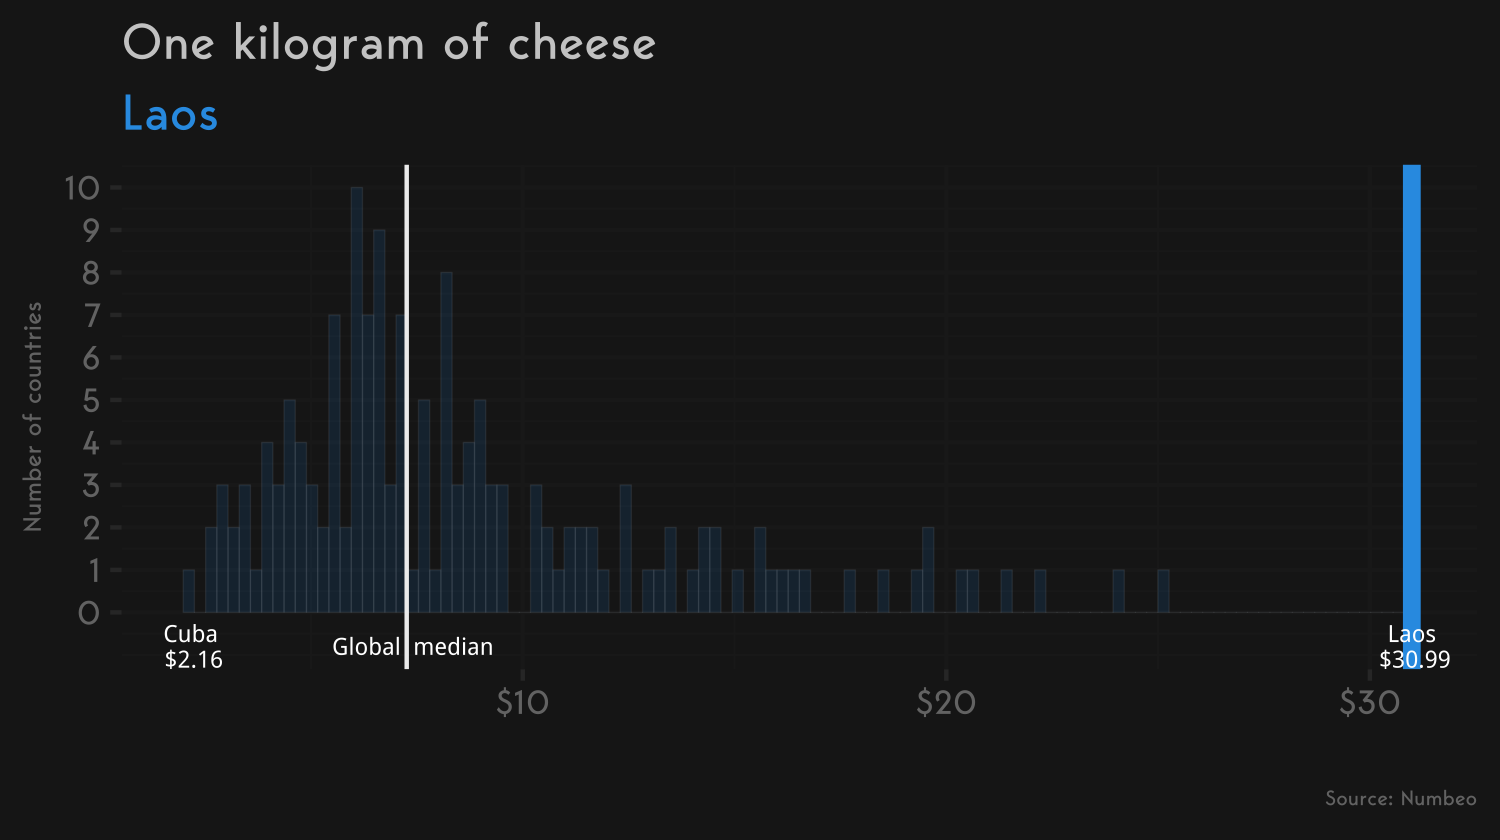 One kilogram of cheese
Laos
Number of countries
10
9
8
7
6
5
4
3
2
1
0
Cuba
$2.16
Global median
Laos
$30.99
$10 $20 $30
Source: Numbeo